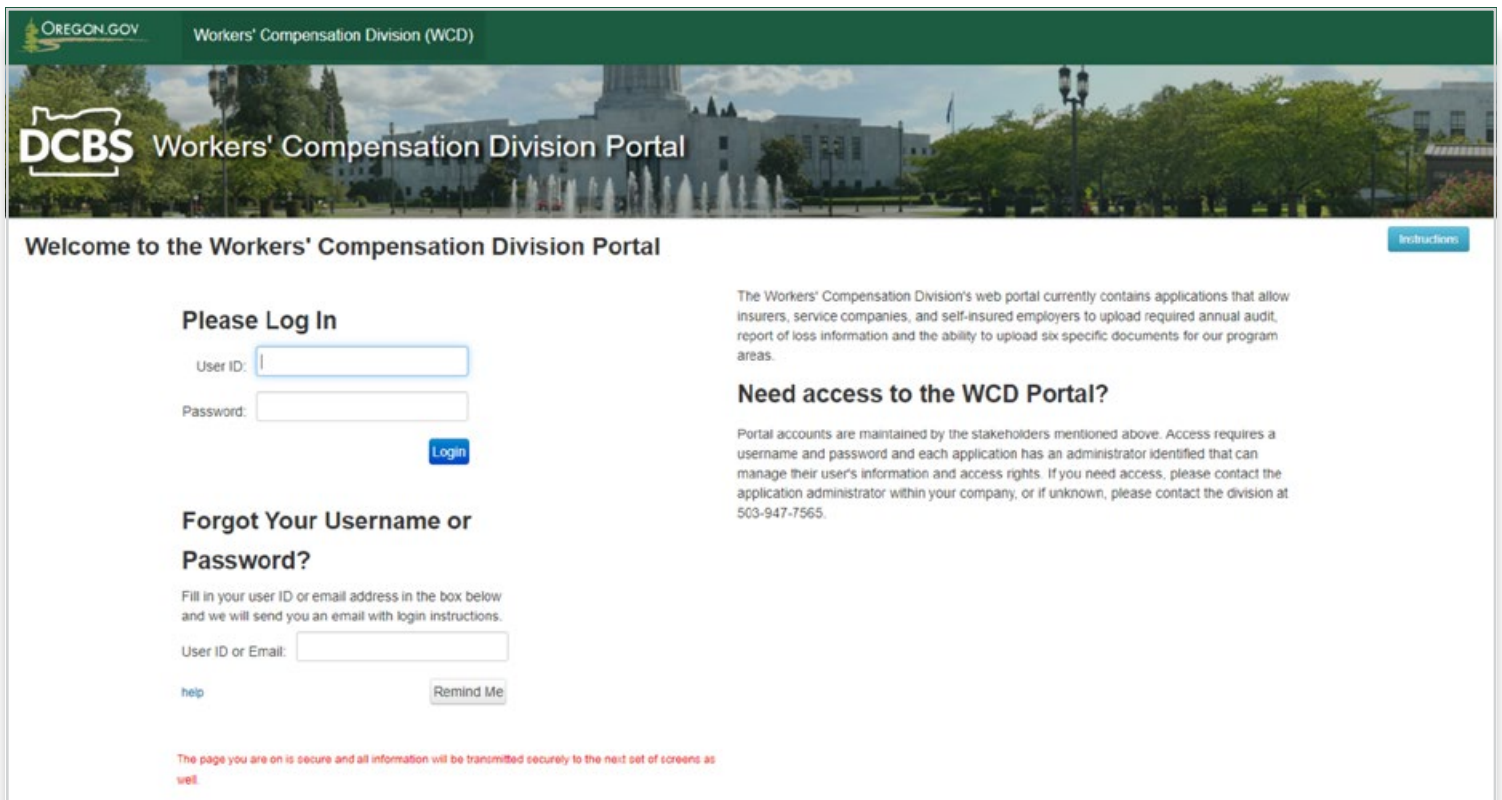 OREGON.GOV
Workers' Compensation Division (WCD)
DCBS Workers' Compensation Division Portal
Welcome to the Workers' Compensation Division Portal
Instructions
Please Log In
User ID:
Password:
Login
Forgot Your Username or
Password?
Fill in your user ID or email address in the box below
and we will send you an email with login instructions.
User ID or Email:
help
Remind Me
The page you are on is secure and all information will be transmitted securely to the next set of screens as
well.
The Workers' Compensation Division's web portal currently contains applications that allow
insurers, service companies, and self-insured employers to upload required annual audit,
report of loss information and the ability to upload six specific documents for our program
areas.
Need access to the WCD Portal?
Portal accounts are maintained by the stakeholders mentioned above. Access requires a
username and password and each application has an administrator identified that can
manage their user's information and access rights. If you need access, please contact the
application administrator within your company, or if unknown, please contact the division at
503-947-7565.